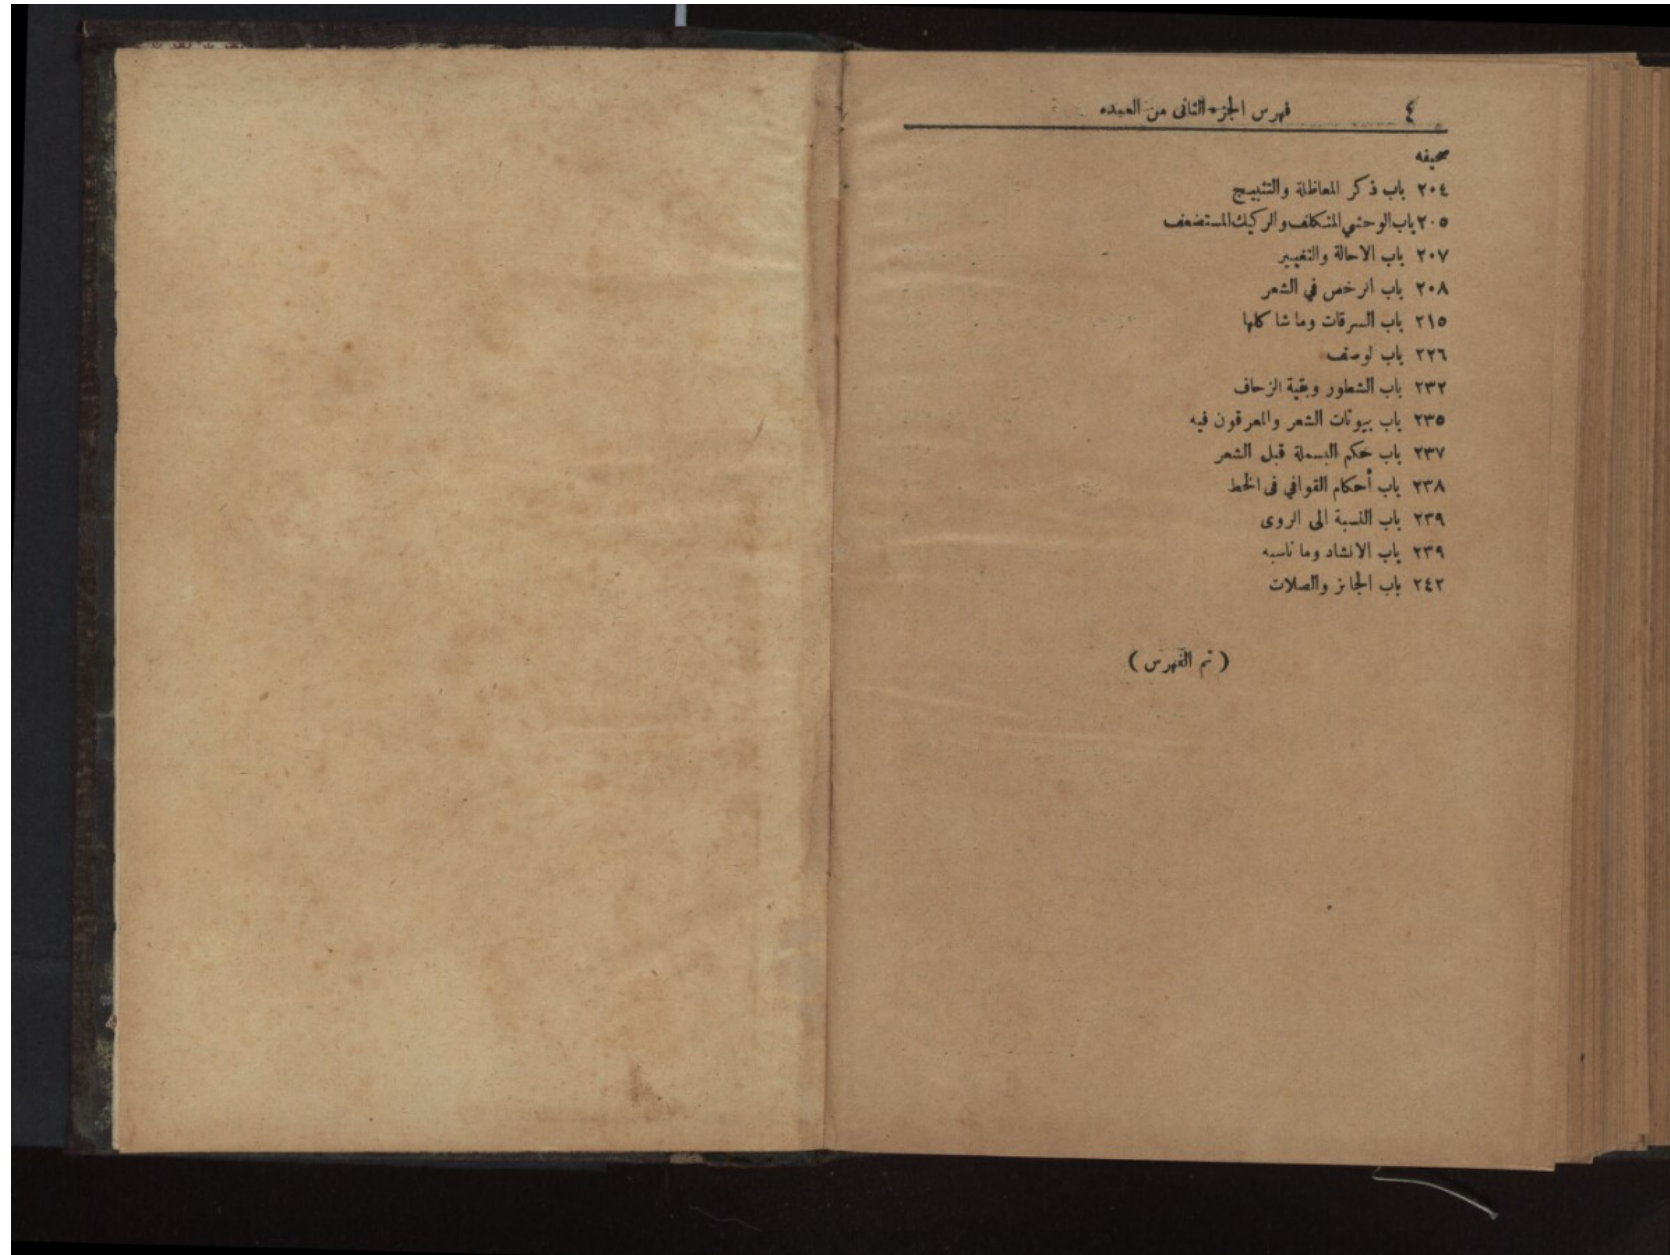 ٤ فهرس الجزء الثانى من العمده
صحيفه
٢٠٤ باب ذكر المعاظلة والتثبيج
٢٠٥ باب الوحشي المتكلف والركيك المستضعف
٢٠٧ باب الاحالة والتغيير
٢٠٨ باب الرخص في الشعر
٢١٥ باب السرقات وما شاكلها
٢٢٦ باب لوصف
٢٣٢ باب الشطور وبقية الزحاف
٢٣٥ باب بيوتات الشعر والمعرقون فيه
٢٣٧ باب حكم البسملة قبل الشعر
٢٣٨ باب أحكام القوافي فى الخط
٢٣٩ باب النسبة الى الروى
٢٣٩ باب الانشاد وما ناسبه
٢٤٢ باب الجائز والصلات
( تم الفهرس )